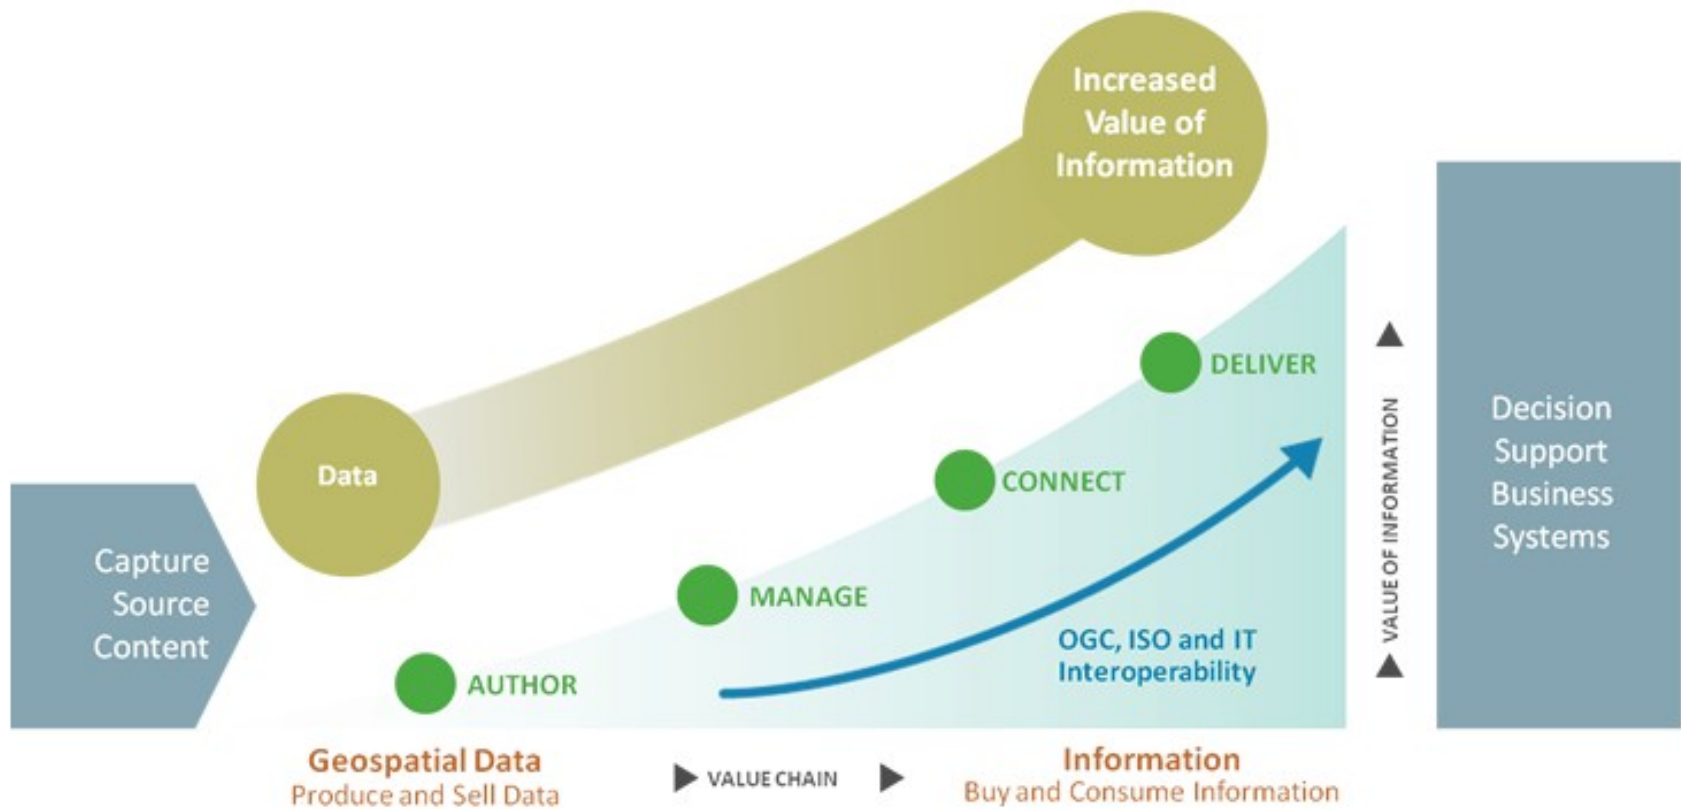 Increased
Value of
Information
Data
Capture
Source
Content
AUTHOR
MANAGE
CONNECT
DELIVER
OGC, ISO and IT
Interoperability
VALUE OF INFORMATION
Decision
Support
Business
Systems
Geospatial Data
Produce and Sell Data
VALUE CHAIN
Information
Buy and Consume Information